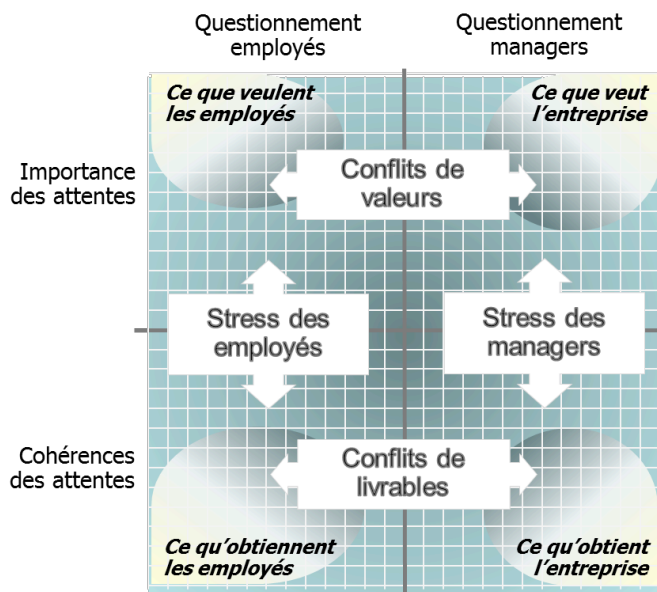 Questionnement
employés
Questionnement
managers
Ce que veulent
les employés
Ce que veut
l'entreprise
Importance
des attentes
Conflits de
valeurs
Stress des
employés
Stress des
managers
Cohérences
des attentes
Conflits de
livrables
Ce qu'obtiennent
les employés
Ce qu'obtient
l'entreprise